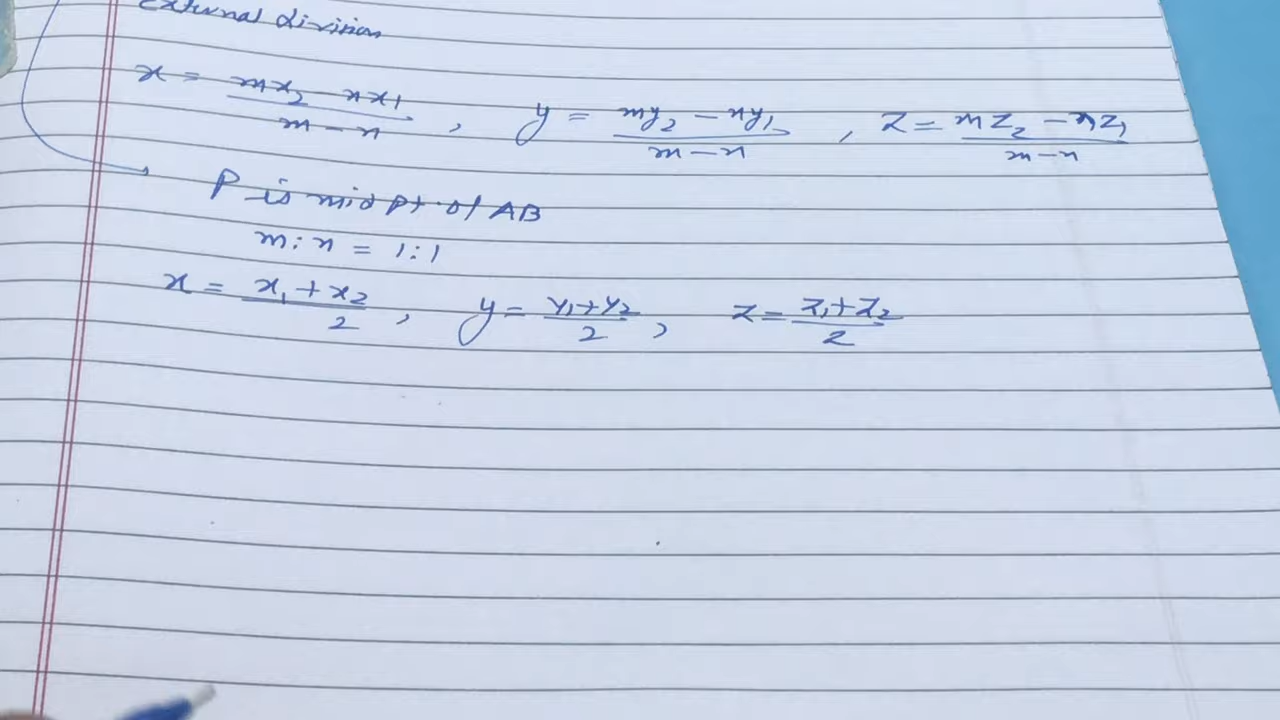 External division
x = mx₂ - nx₁ / m - n , y = my₂ - ny₁ / m - n , z = mz₂ - nz₁ / m - n
P is mid pt. of AB
m : n = 1 : 1
x = x₁ + x₂ / 2 , y = y₁ + y₂ / 2 , z = z₁ + z₂ / 2